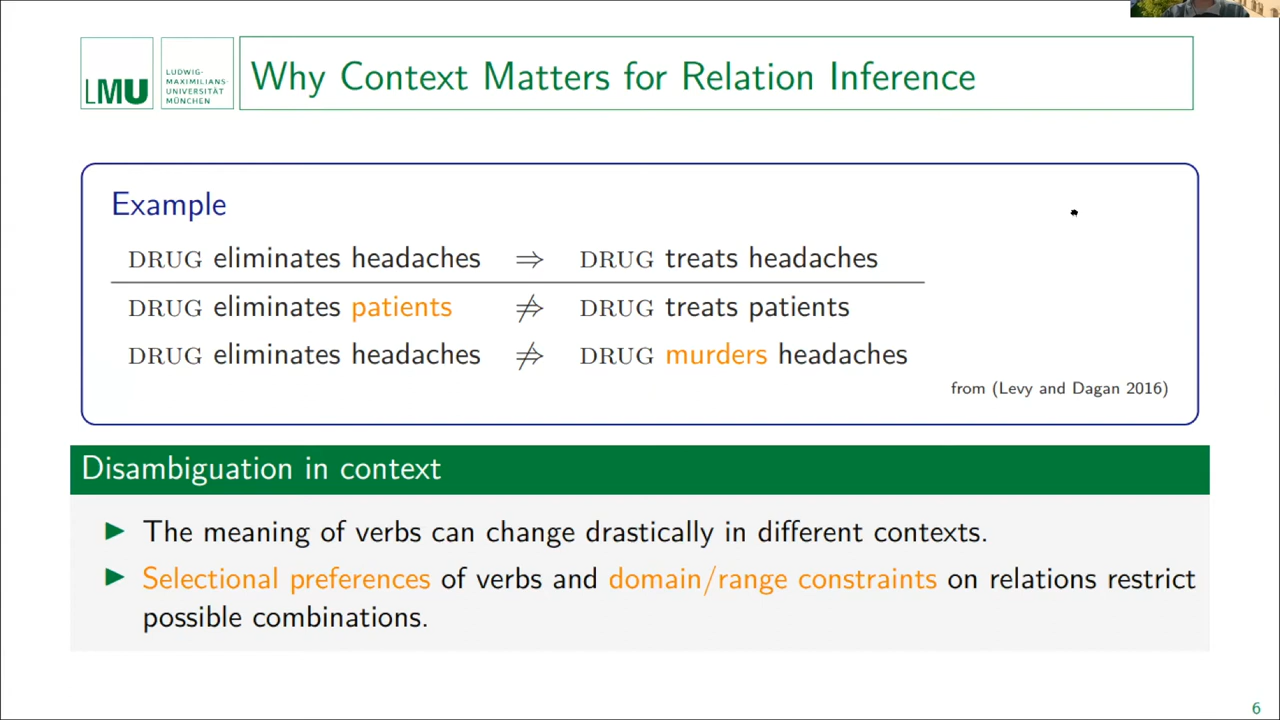 LMU
LUDWIG-
MAXIMILIANS-
UNIVERSITÄT
MÜNCHEN
Why Context Matters for Relation Inference
Example
DRUG eliminates headaches ⇒ DRUG treats headaches
DRUG eliminates patients ⇏ DRUG treats patients
DRUG eliminates headaches ⇏ DRUG murders headaches
from (Levy and Dagan 2016)
Disambiguation in context
▶ The meaning of verbs can change drastically in different contexts.
▶ Selectional preferences of verbs and domain/range constraints on relations restrict
possible combinations.
6